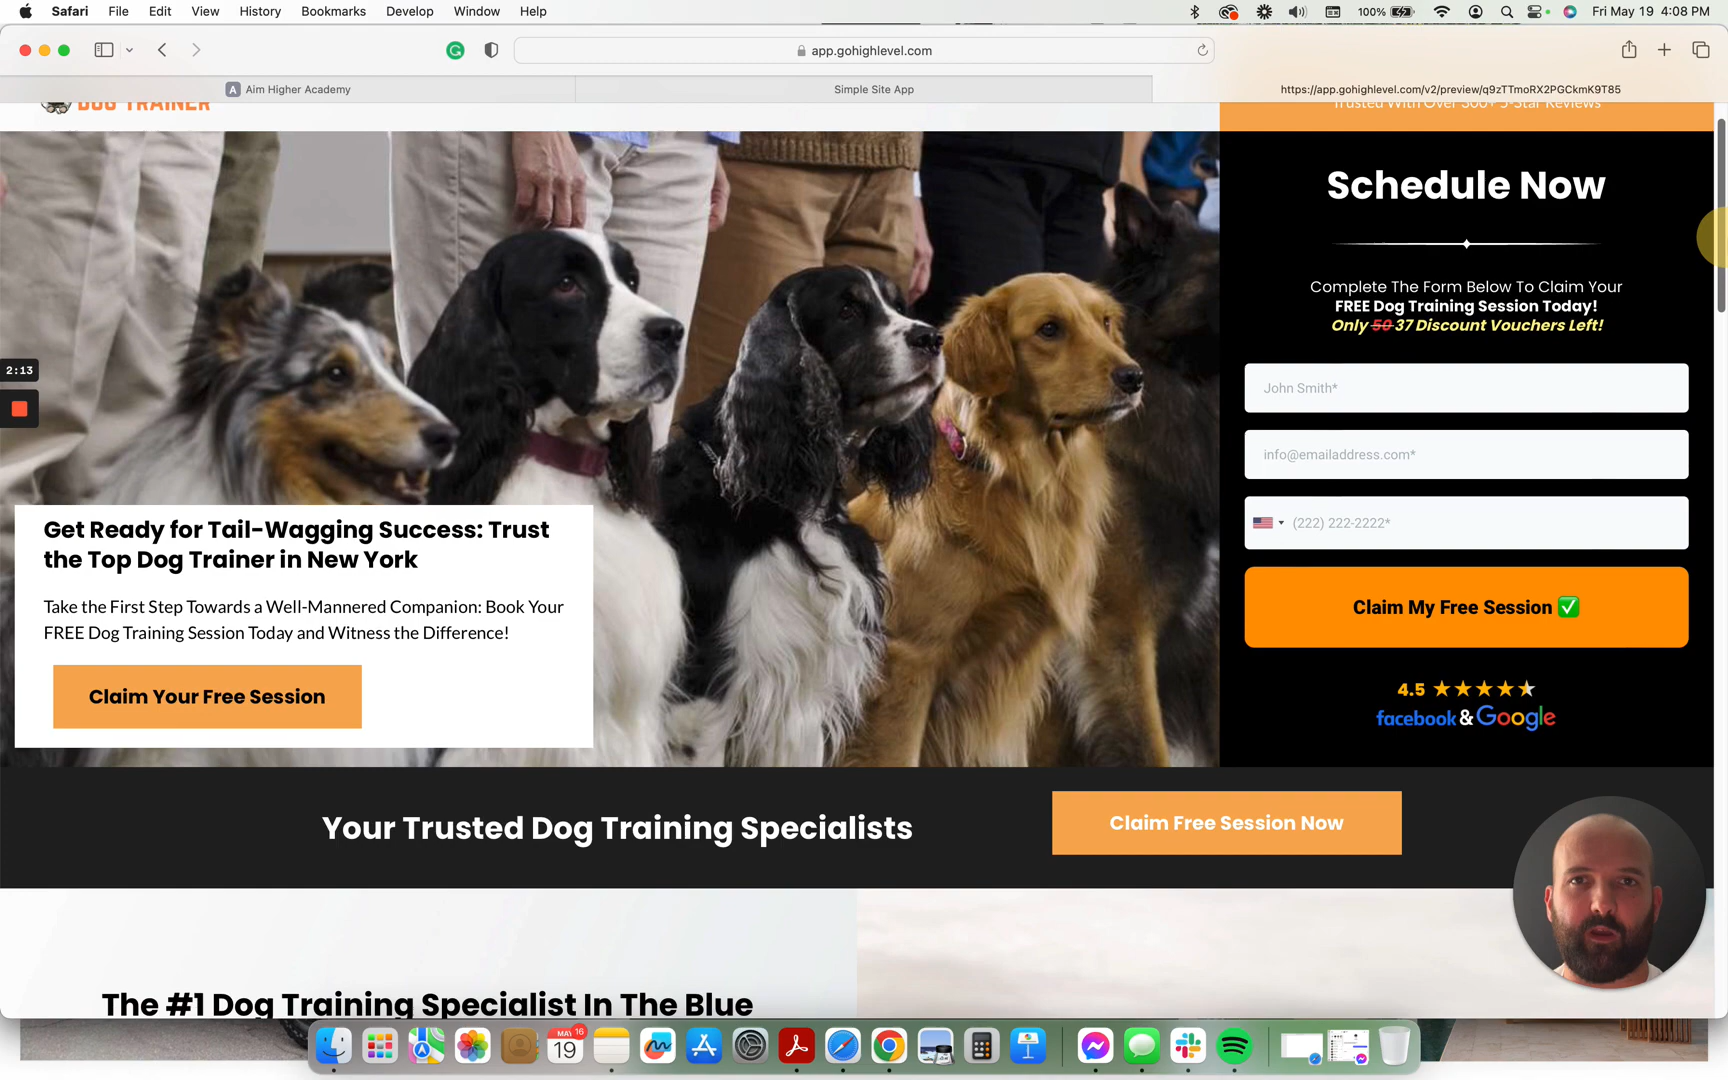 Safari File Edit View History Bookmarks Develop Window Help
100% Fri May 19 4:08 PM
app.gohighlevel.com
A Aim Higher Academy
Simple Site App
https://app.gohighlevel.com/v2/preview/q9zTTmoRX2PGCkmK9T85
DOG TRAINER
Trusted With Over 300+ 5-Star Reviews
Schedule Now
Complete The Form Below To Claim Your
FREE Dog Training Session Today!
Only 50 37 Discount Vouchers Left!
John Smith*
info@emailaddress.com*
(222) 222-2222*
Claim My Free Session ✅
4.5
facebook & Google
2:13
Get Ready for Tail-Wagging Success: Trust
the Top Dog Trainer in New York
Take the First Step Towards a Well-Mannered Companion: Book Your
FREE Dog Training Session Today and Witness the Difference!
Claim Your Free Session
Your Trusted Dog Training Specialists
Claim Free Session Now
The #1 Dog Training Specialist In The Blue
MAY 16
19